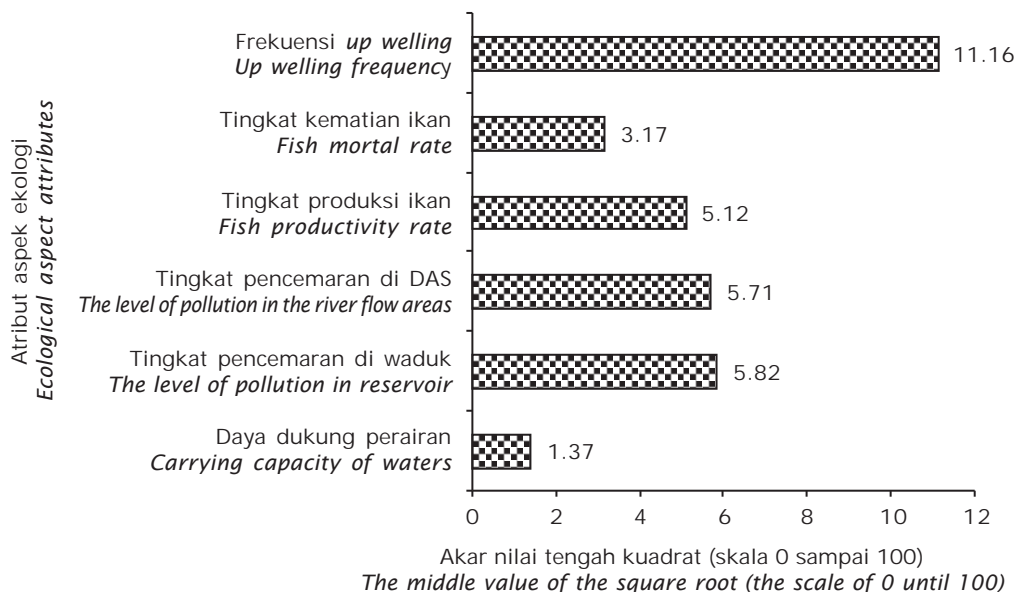 Atribut aspek ekologi
Ecological aspect attributes
Frekuensi up welling
Up welling frequency
11.16
Tingkat kematian ikan
Fish mortal rate
3.17
Tingkat produksi ikan
Fish productivity rate
5.12
Tingkat pencemaran di DAS
The level of pollution in the river flow areas
5.71
Tingkat pencemaran di waduk
The level of pollution in reservoir
5.82
Daya dukung perairan
Carrying capacity of waters
1.37
0 2 4 6 8 10 12
Akar nilai tengah kuadrat (skala 0 sampai 100)
The middle value of the square root (the scale of 0 until 100)